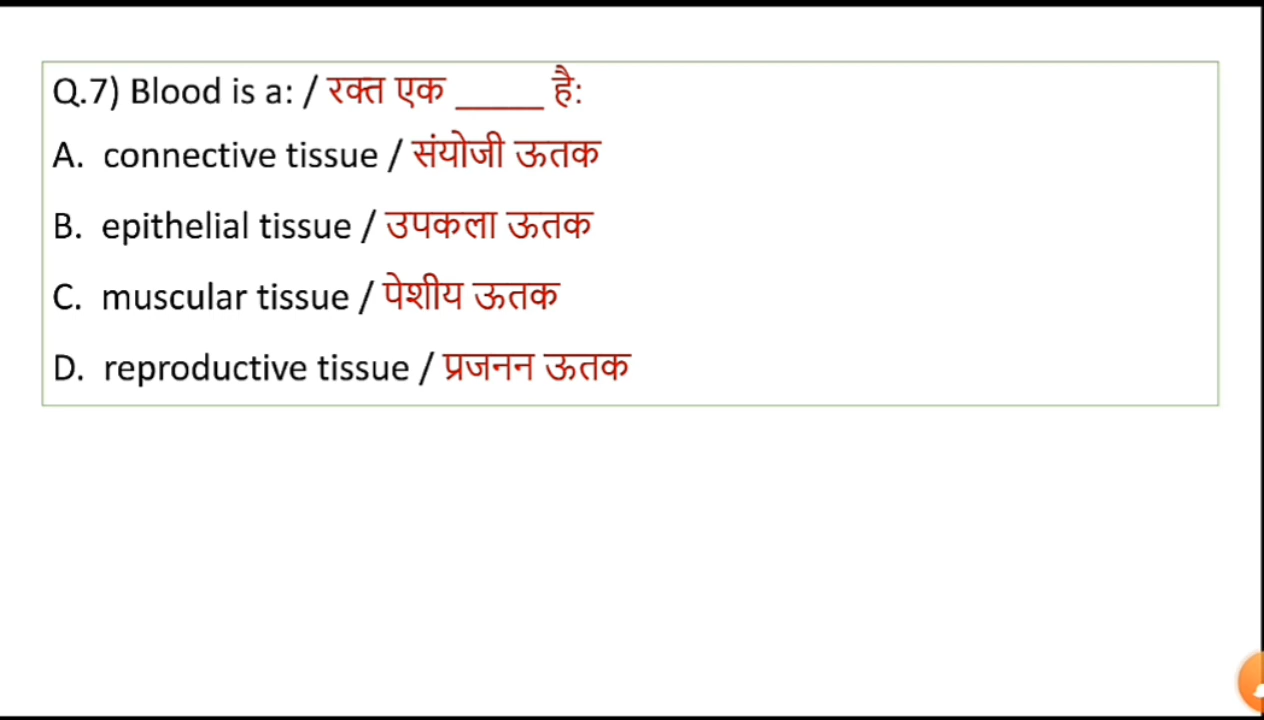 Q.7) Blood is a: / रक्त एक _____ है:
A. connective tissue / संयोजी ऊतक
B. epithelial tissue / उपकला ऊतक
C. muscular tissue / पेशीय ऊतक
D. reproductive tissue / प्रजनन ऊतक